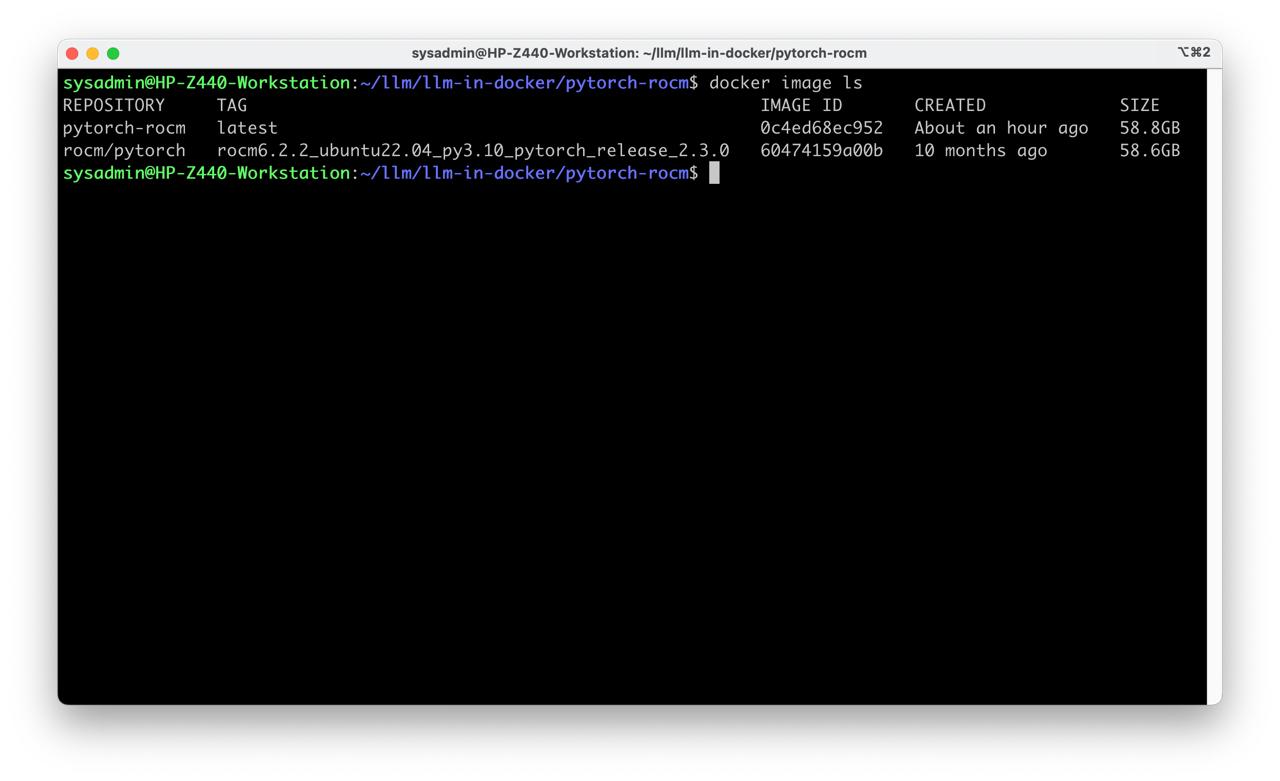 sysadmin@HP-Z440-Workstation: ~/llm/llm-in-docker/pytorch-rocm ⌥⌘2
sysadmin@HP-Z440-Workstation:~/llm/llm-in-docker/pytorch-rocm$ docker image ls
REPOSITORY TAG IMAGE ID CREATED SIZE
pytorch-rocm latest 0c4ed68ec952 About an hour ago 58.8GB
rocm/pytorch rocm6.2.2_ubuntu22.04_py3.10_pytorch_release_2.3.0 60474159a00b 10 months ago 58.6GB
sysadmin@HP-Z440-Workstation:~/llm/llm-in-docker/pytorch-rocm$